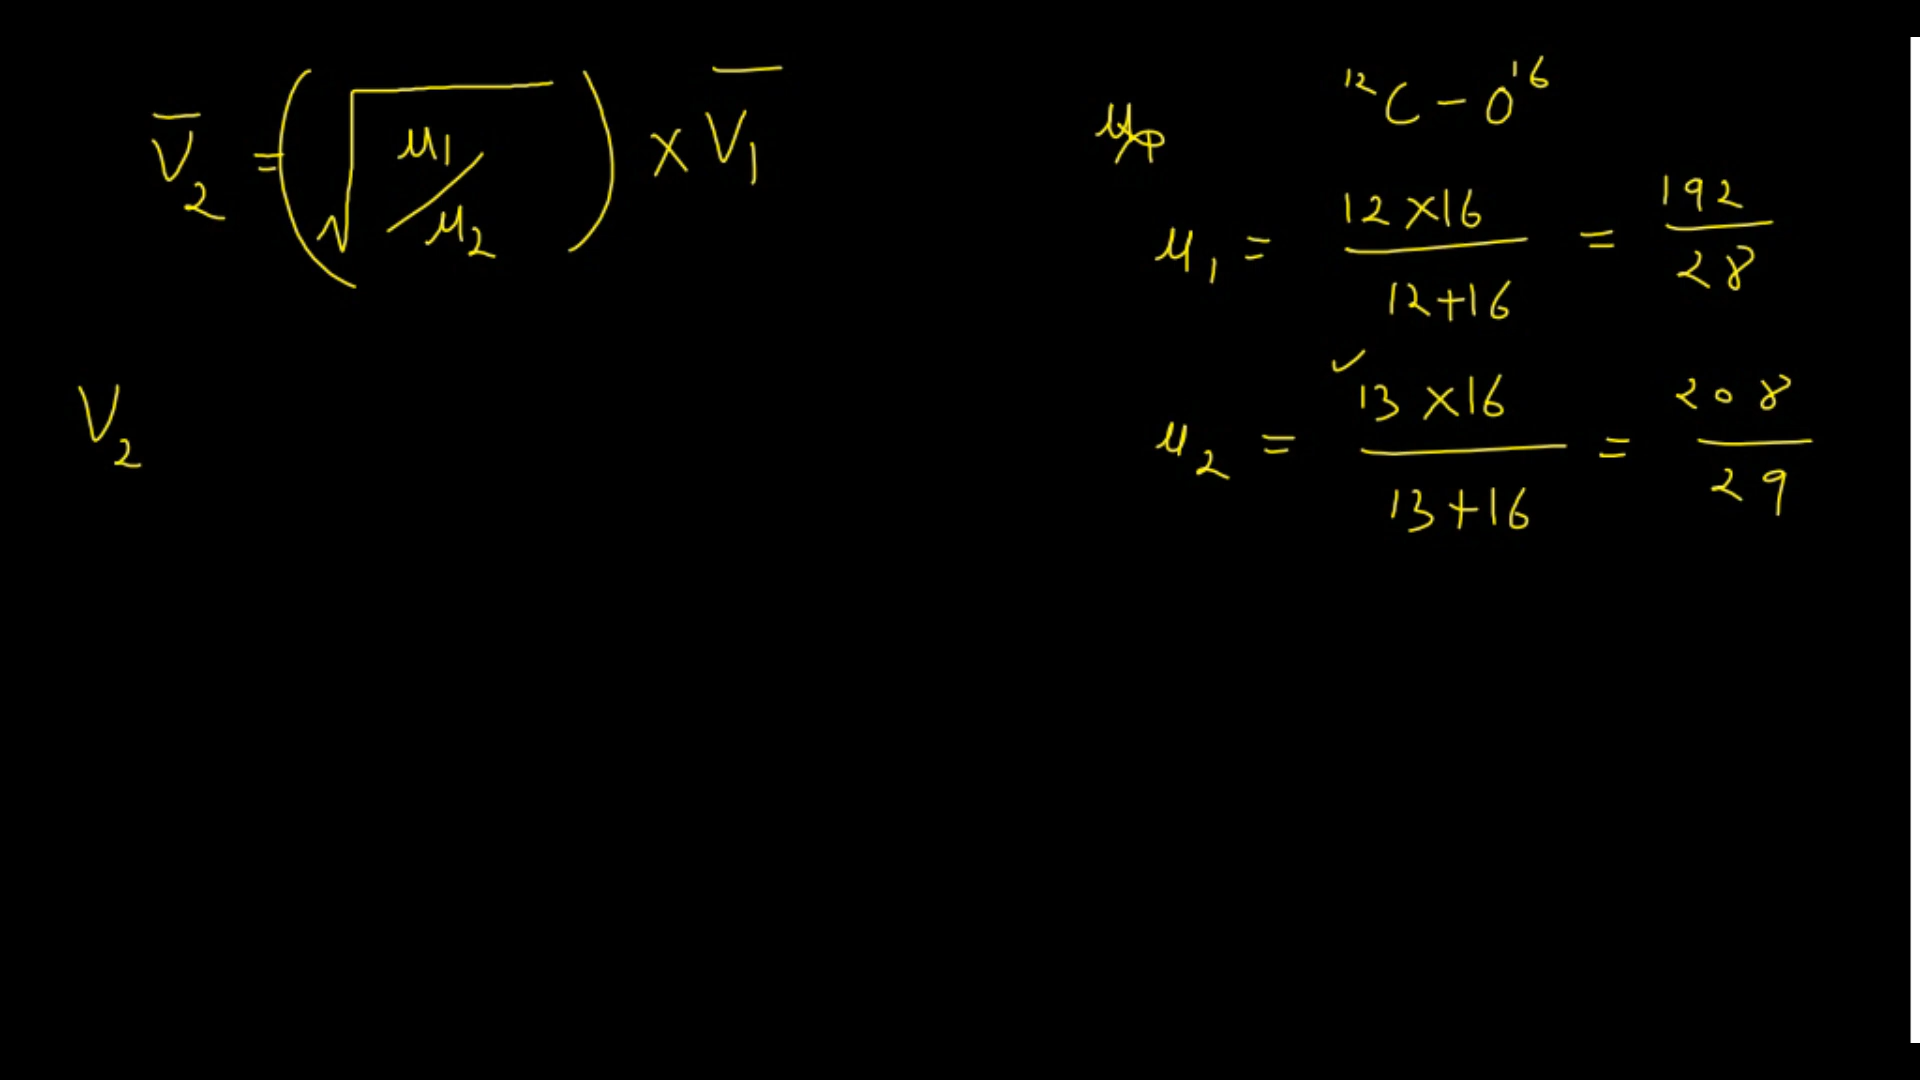 V̅₂ = (√(μ₁/μ₂)) × V̅₁
V₂
¹²C – O¹⁶
μ₁ = 12×16 / 12+16 = 192 / 28
μ₂ = 13×16 / 13+16 = 208 / 29